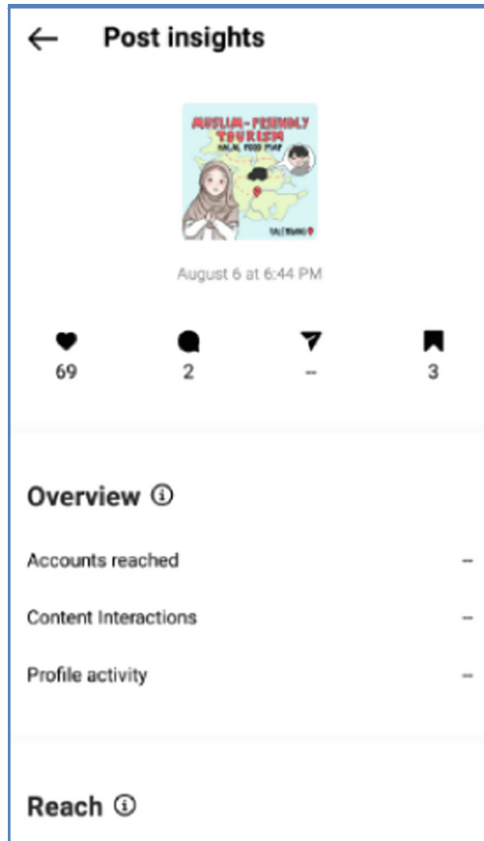 Post insights
MUSLIM-FRIENDLY
TOURISM
HALAL FOOD MAP
August 6 at 6:44 PM
69
2
--
3
Overview
Accounts reached
--
Content Interactions
--
Profile activity
--
Reach